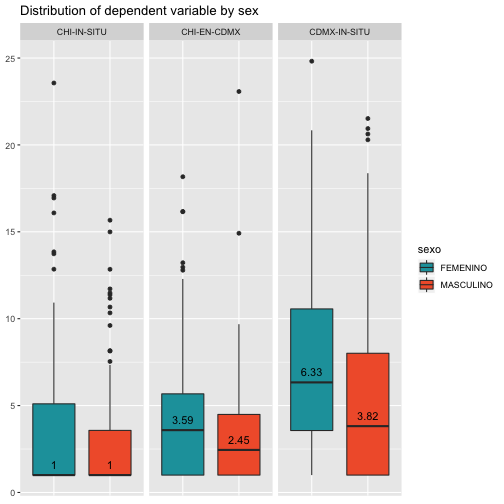 Distribution of dependent variable by sex
CHI-IN-SITU CHI-EN-CDMX CDMX-IN-SITU
25
20
15
10
5
0
1 1 3.59 2.45 6.33 3.82
sexo
FEMENINO
MASCULINO